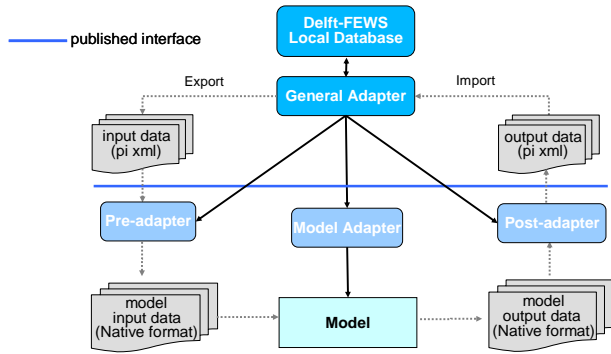 Delft-FEWS
Local Database
published interface
Export
General Adapter
Import
input data
(pi xml)
output data
(pi xml)
Pre-adapter
Model Adapter
Post-adapter
model
input data
(Native format)
Model
model
output data
(Native format)